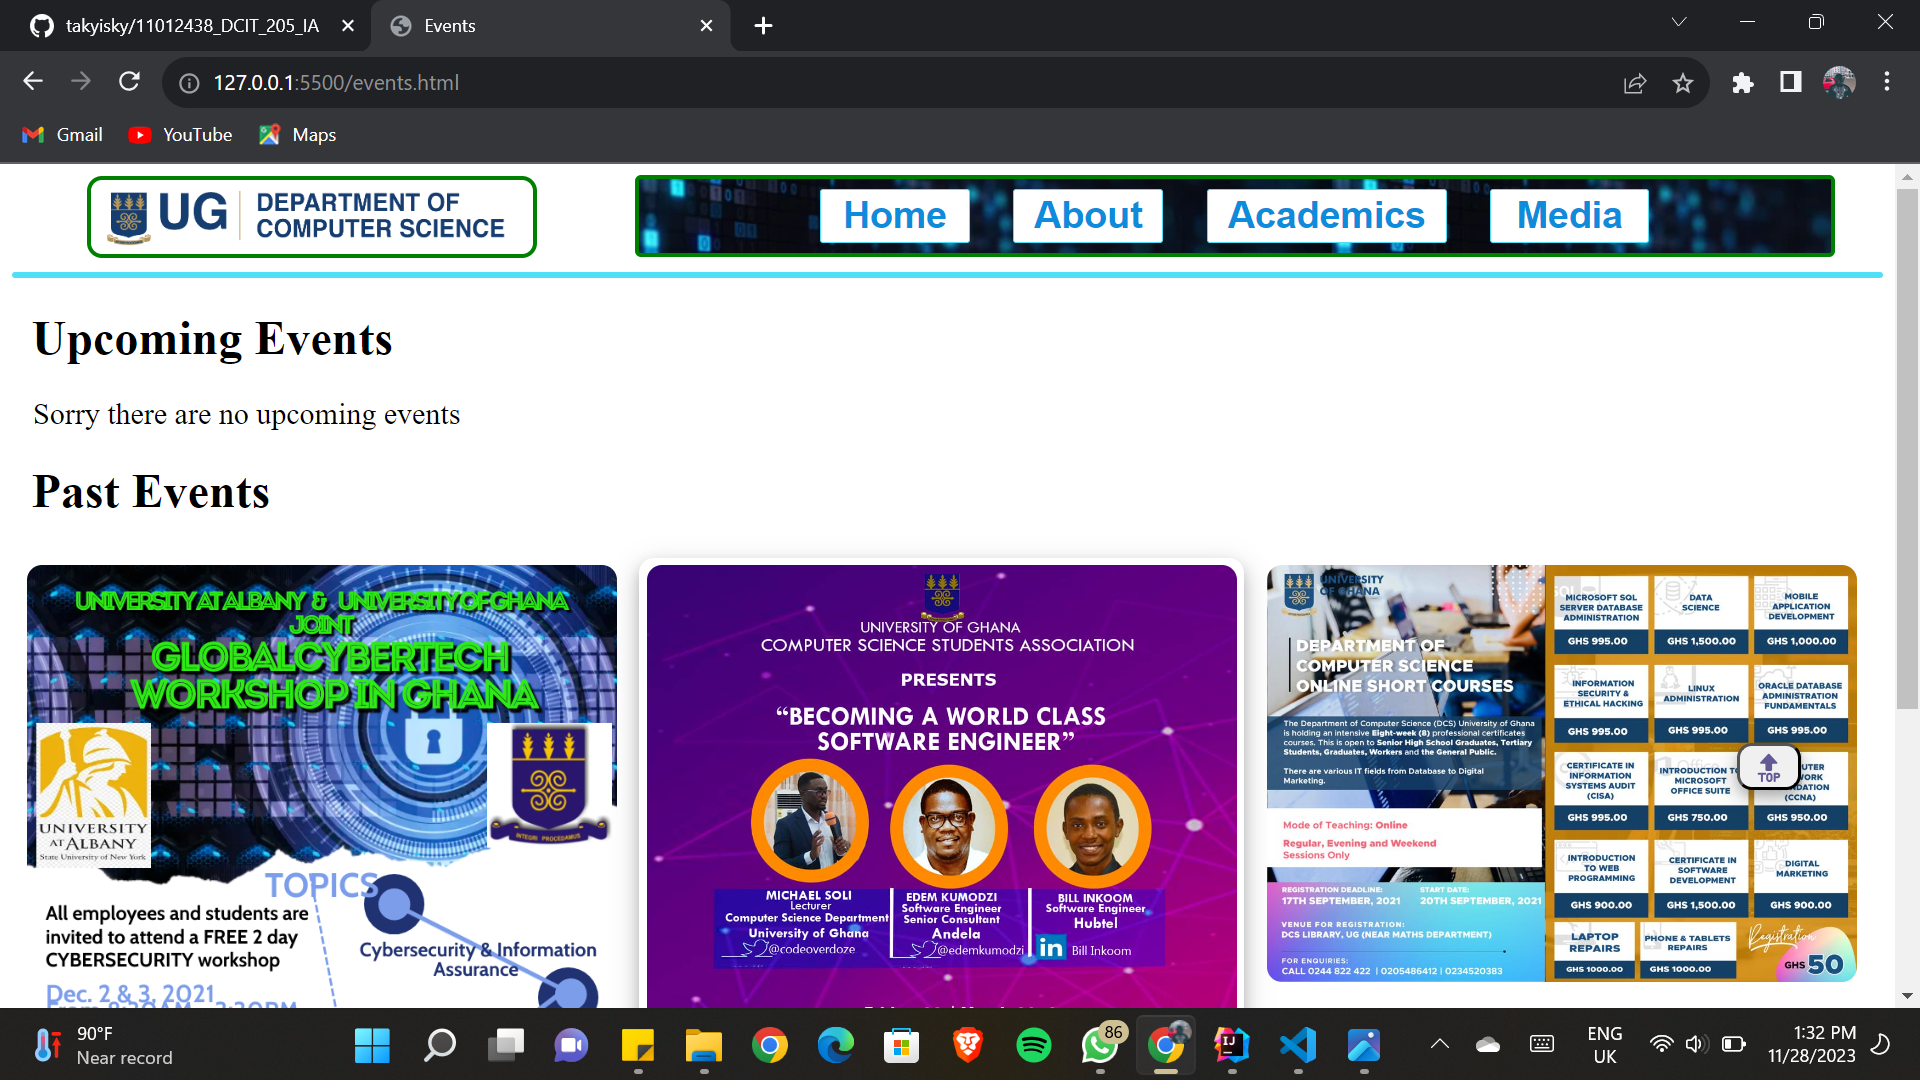 takyisky/11012438_DCIT_205_IA
Events
127.0.0.1:5500/events.html
Gmail
YouTube
Maps
UG DEPARTMENT OF
COMPUTER SCIENCE
Home
About
Academics
Media
Upcoming Events
Sorry there are no upcoming events
Past Events
UNIVERSITY AT ALBANY & UNIVERSITY OF GHANA
JOINT
GLOBALCYBERTECH
WORKSHOP IN GHANA
UNIVERSITY
AT ALBANY
State University of New York
INTEGRI PROCEDAMUS
TOPICS
All employees and students are
invited to attend a FREE 2 day
CYBERSECURITY workshop
Dec. 2 & 3, 2021
Cybersecurity & Information
Assurance
UNIVERSITY OF GHANA
COMPUTER SCIENCE STUDENTS ASSOCIATION
PRESENTS
“BECOMING A WORLD CLASS
SOFTWARE ENGINEER”
MICHAEL SOLI
Lecturer
Computer Science Department
University of Ghana
@codeoverdoze
EDEM KUMODZI
Software Engineer
Senior Consultant
Andela
@edemkumodzi
BILL INKOOM
Software Engineer
Hubtel
in Bill Inkoom
UNIVERSITY
OF GHANA
DEPARTMENT OF
COMPUTER SCIENCE
ONLINE SHORT COURSES
The Department of Computer Science (DCS) University of Ghana
is holding an intensive Eight-week (8) professional certificates
courses. This is open to Senior High School Graduates, Tertiary
Students, Graduates, Workers and the General Public.
There are various IT fields from Database to Digital
Marketing.
Mode of Teaching: Online
Regular, Evening and Weekend
Sessions Only
REGISTRATION DEADLINE:
17TH SEPTEMBER, 2021
START DATE:
20TH SEPTEMBER, 2021
VENUE FOR REGISTRATION:
DCS LIBRARY, UG (NEAR MATHS DEPARTMENT)
FOR ENQUIRIES:
CALL 0244 822 422 | 0205486412 | 0234520383
MICROSOFT SQL
SERVER DATABASE
ADMINISTRATION
GHS 995.00
DATA
SCIENCE
GHS 1,500.00
MOBILE
APPLICATION
DEVELOPMENT
GHS 1,000.00
INFORMATION
SECURITY &
ETHICAL HACKING
GHS 995.00
LINUX
ADMINISTRATION
GHS 995.00
ORACLE DATABASE
ADMINISTRATION
FUNDAMENTALS
GHS 995.00
CERTIFICATE IN
INFORMATION
SYSTEMS AUDIT
(CISA)
GHS 995.00
INTRODUCTION TO
MICROSOFT
OFFICE SUITE
GHS 750.00
(CCNA)
GHS 950.00
TOP
INTRODUCTION
TO WEB
PROGRAMMING
GHS 900.00
CERTIFICATE IN
SOFTWARE
DEVELOPMENT
GHS 1,500.00
DIGITAL
MARKETING
GHS 900.00
LAPTOP
REPAIRS
GHS 1000.00
PHONE & TABLETS
REPAIRS
GHS 1000.00
Registration
GHS 50
90°F
Near record
86
IJ
ENG
UK
1:32 PM
11/28/2023